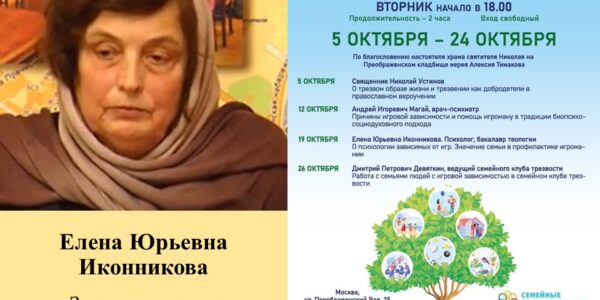 Елена Юрьевна
Иконникова
ВТОРНИК НАЧАЛО В 18.00
Продолжительность – 2 часа Вход свободный
5 ОКТЯБРЯ – 24 ОКТЯБРЯ
По благословению настоятеля храма святителя Николая на
Преображенском кладбище иерея Алексия Тимакова
5 ОКТЯБРЯ Священник Николай Устинов
О трезвом образе жизни и трезвении как добродетели в
православном вероучении
12 ОКТЯБРЯ Андрей Игоревич Магай, врач-психиатр
Причины игровой зависимости и помощь игроману в традиции биопсихо-
социодуховного подхода
19 ОКТЯБРЯ Елена Юрьевна Иконникова. Психолог, бакалавр теологии
О психологии зависимых от игр. Значение семьи в профилактике игрома-
нии
26 ОКТЯБРЯ Дмитрий Петрович Девяткин, ведущий семейного клуба трезвости
Работа с семьями людей с игровой зависимостью в семейном клубе трез-
вости
Москва,
ул. Преображенский Вал, 25
СЕМЕЙНЫЕ